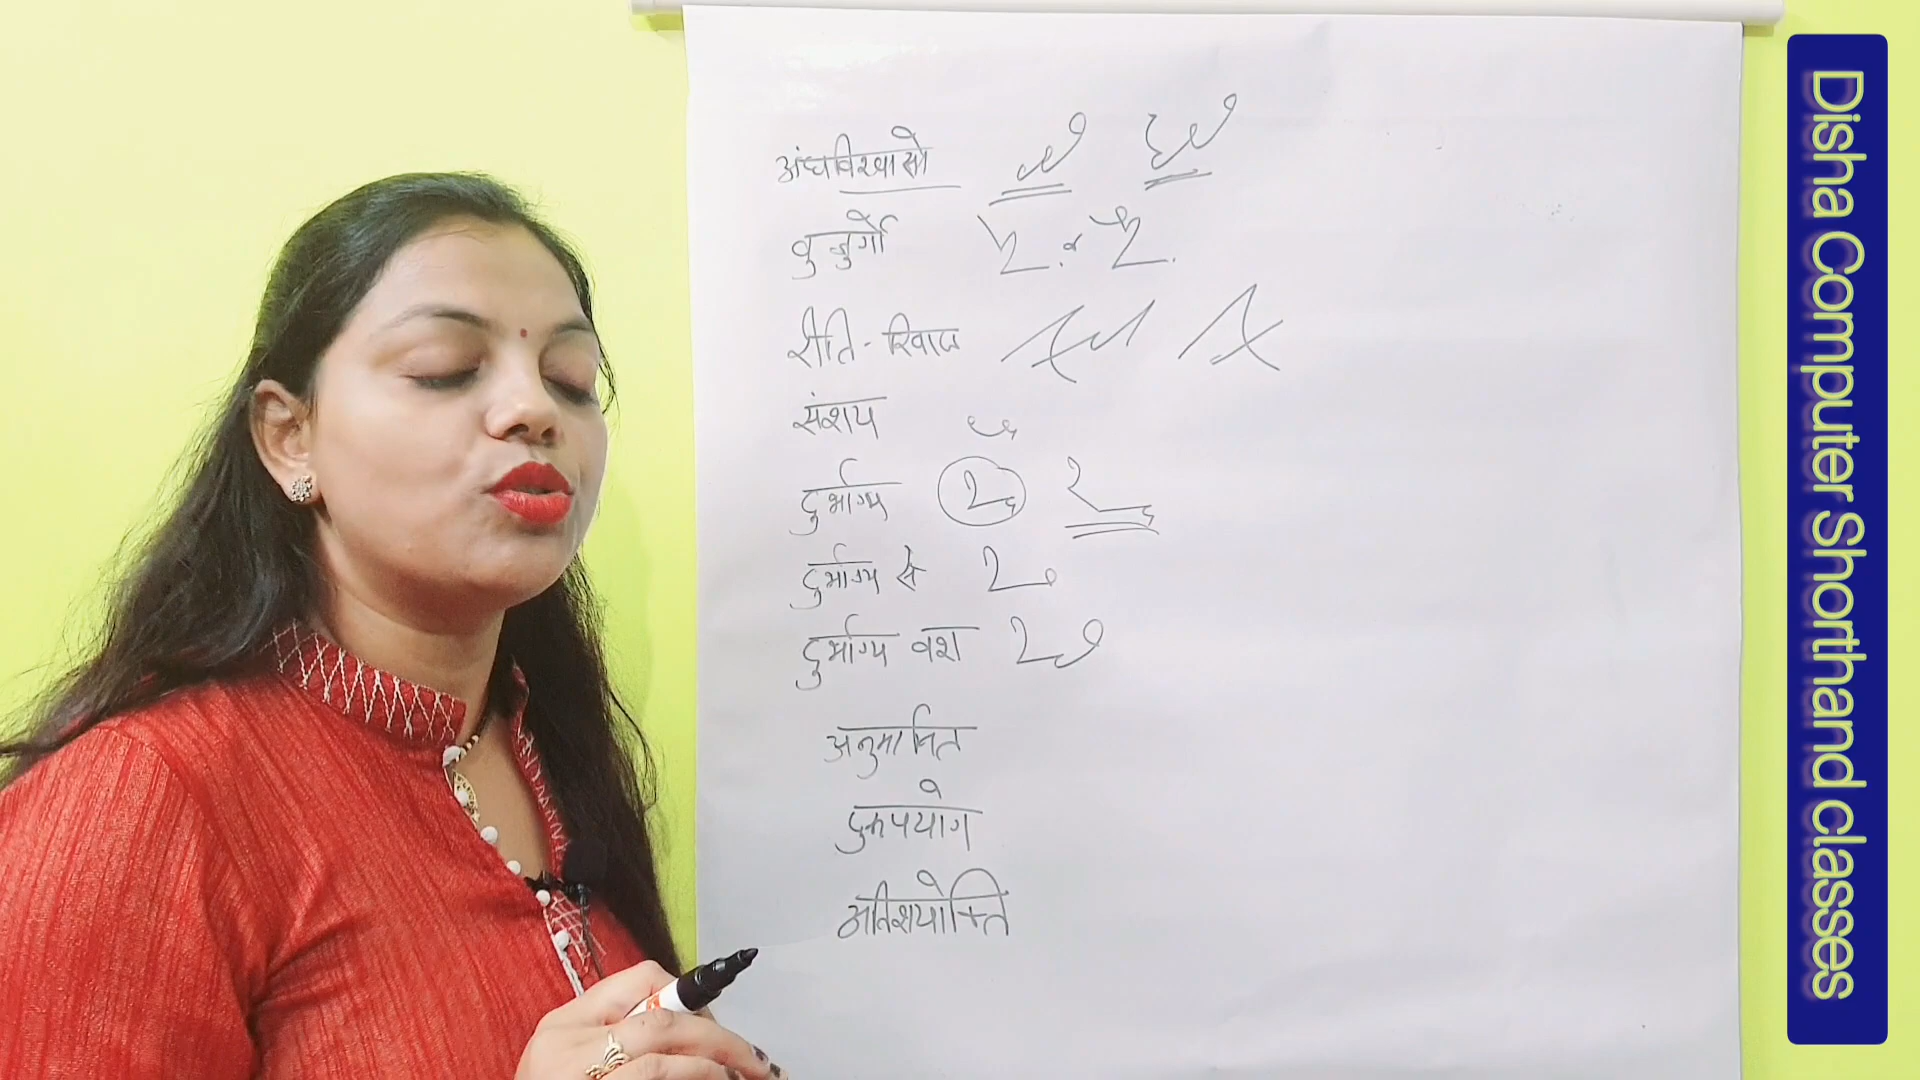 अंधविश्वासों
बुजुर्गों
रीति-रिवाज
संशय
दुर्भाग्य
दुर्भाग्य से
दुर्भाग्य वश
अनुमानित
दुरुपयोग
अतिशयोक्ति
Disha Computer Shorthand classes